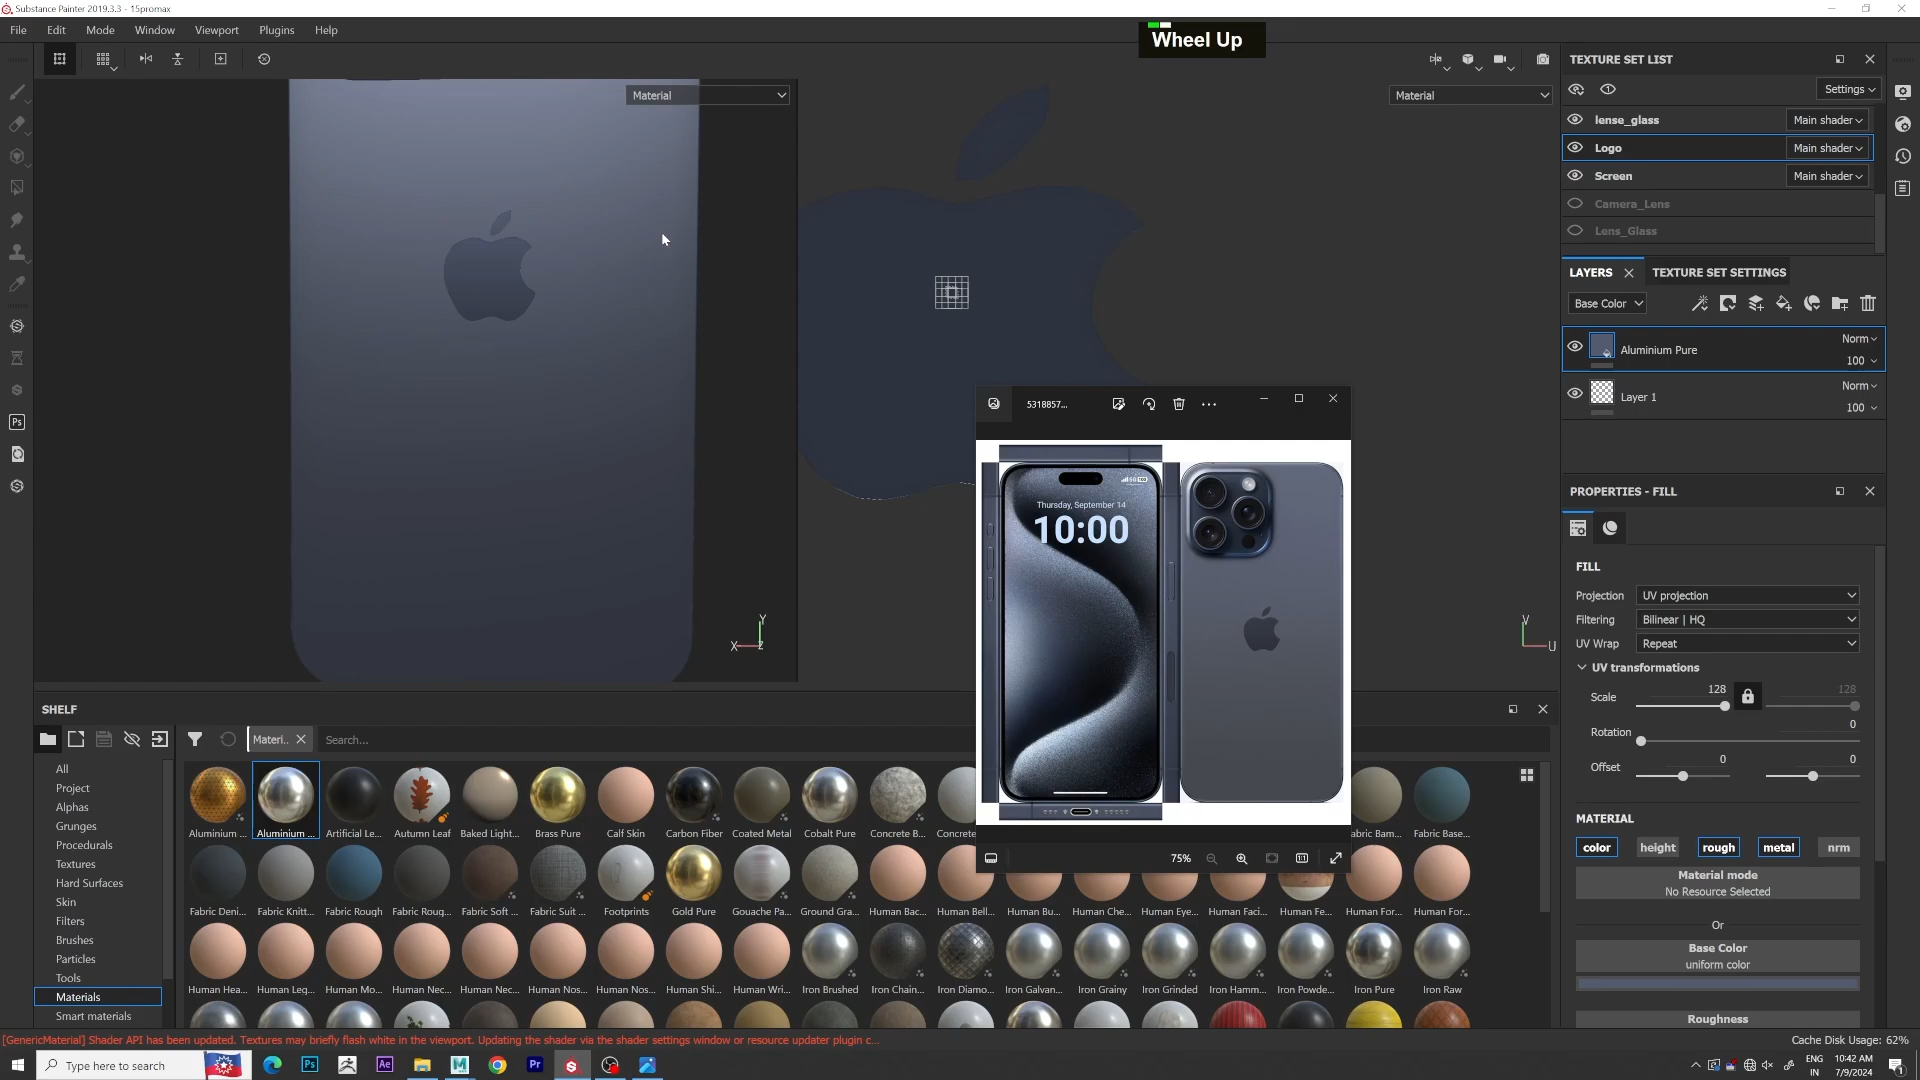 Substance Painter 2019.3.3 - 15promax
File Edit Mode Window Viewport Plugins Help
Wheel Up
Material
Material
TEXTURE SET LIST
Settings
lense_glass Main shader
Logo Main shader
Screen Main shader
Camera_Lens
Lens_Glass
LAYERS TEXTURE SET SETTINGS
Base Color
Aluminium Pure Norm 100
Layer 1 Norm 100
PROPERTIES - FILL
FILL
Projection UV projection
Filtering Bilinear | HQ
UV Wrap Repeat
UV transformations
Scale 128 128
Rotation 0
Offset 0 0
MATERIAL
color height rough metal nrm
Material mode
No Resource Selected
Or
Base Color
uniform color
Roughness
Y
X Z
V
U
5318857...
Thursday, September 14
10:00
75%
SHELF
Materi.. Search...
All
Project
Alphas
Grunges
Procedurals
Textures
Hard Surfaces
Skin
Filters
Brushes
Particles
Tools
Materials
Smart materials
Aluminium ... Aluminium ... Artificial Le... Autumn Leaf Baked Light... Brass Pure Calf Skin Carbon Fiber Coated Metal Cobalt Pure Concrete B... Concrete abric Bam... Fabric Base...
Fabric Deni... Fabric Knitt... Fabric Rough Fabric Roug... Fabric Soft ... Fabric Suit ... Footprints Gold Pure Gouache Pa... Ground Gra... Human Bac... Human Bell... Human Bu... Human Che... Human Eye... Human Faci... Human Fe... Human For... Human For...
Human Hea... Human Leg... Human Mo... Human Nec... Human Nec... Human Nos... Human Nos... Human Shi... Human Wri... Iron Brushed Iron Chain... Iron Diamo... Iron Galvan... Iron Grainy Iron Grinded Iron Hamm... Iron Powde... Iron Pure Iron Raw
[GenericMaterial] Shader API has been updated. Textures may briefly flash white in the viewport. Updating the shader via the shader settings window or resource updater plugin c...
Cache Disk Usage: 62%
Type here to search
Ps
Ps
Ae
Pr
ENG
IN
10:42 AM
7/9/2024